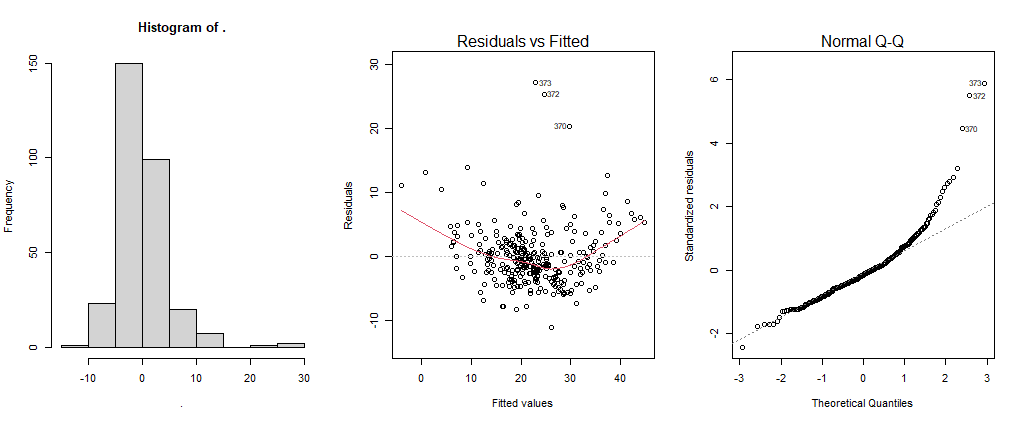 Histogram of .
Frequency
150
100
50
0
-10 0 10 20 30
.
Residuals vs Fitted
Residuals
30
20
10
0
-10
373
372
370
0 10 20 30 40
Fitted values
Normal Q-Q
Standardized residuals
6
4
2
0
-2
373
372
370
-3 -2 -1 0 1 2 3
Theoretical Quantiles